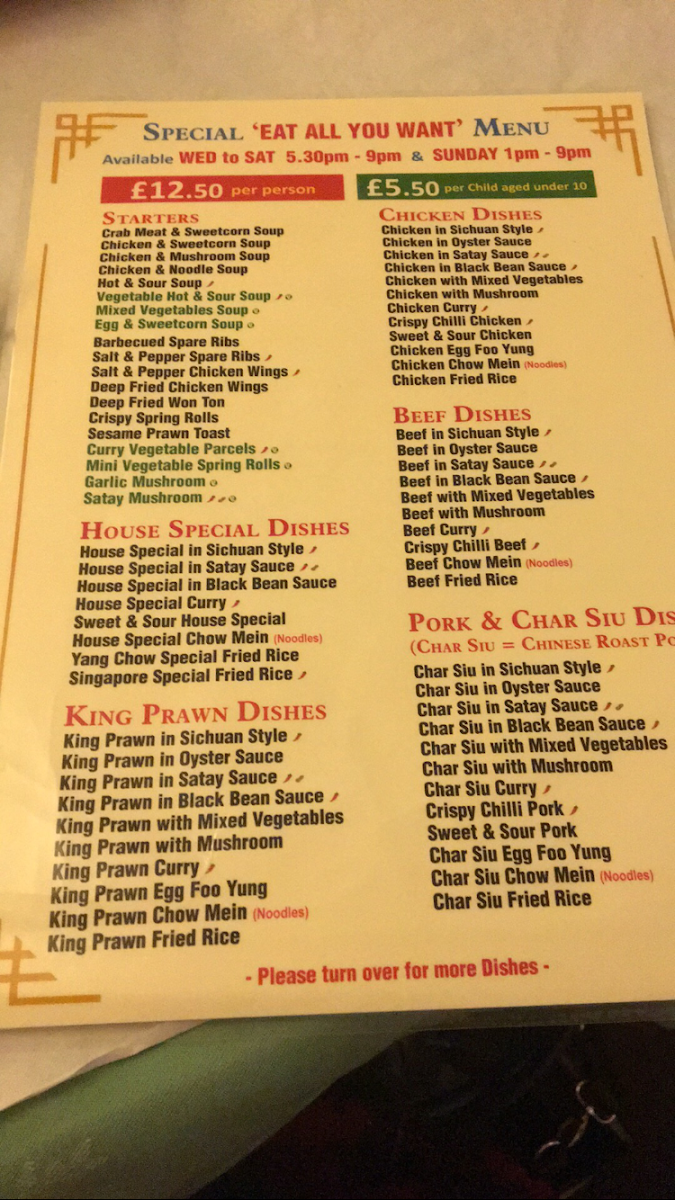 SPECIAL 'EAT ALL YOU WANT' MENU
Available WED to SAT 5.30pm - 9pm & SUNDAY 1pm - 9pm
£12.50 per person
£5.50 per Child aged under 10
STARTERS
Crab Meat & Sweetcorn Soup
Chicken & Sweetcorn Soup
Chicken & Mushroom Soup
Chicken & Noodle Soup
Hot & Sour Soup
Vegetable Hot & Sour Soup
Mixed Vegetables Soup
Egg & Sweetcorn Soup
Barbecued Spare Ribs
Salt & Pepper Spare Ribs
Salt & Pepper Chicken Wings
Deep Fried Chicken Wings
Deep Fried Won Ton
Crispy Spring Rolls
Sesame Prawn Toast
Curry Vegetable Parcels
Mini Vegetable Spring Rolls
Garlic Mushroom
Satay Mushroom
HOUSE SPECIAL DISHES
House Special in Sichuan Style
House Special in Satay Sauce
House Special in Black Bean Sauce
House Special Curry
Sweet & Sour House Special
House Special Chow Mein (Noodles)
Yang Chow Special Fried Rice
Singapore Special Fried Rice
KING PRAWN DISHES
King Prawn in Sichuan Style
King Prawn in Oyster Sauce
King Prawn in Satay Sauce
King Prawn in Black Bean Sauce
King Prawn with Mixed Vegetables
King Prawn with Mushroom
King Prawn Curry
King Prawn Egg Foo Yung
King Prawn Chow Mein (Noodles)
King Prawn Fried Rice
CHICKEN DISHES
Chicken in Sichuan Style
Chicken in Oyster Sauce
Chicken in Satay Sauce
Chicken in Black Bean Sauce
Chicken with Mixed Vegetables
Chicken with Mushroom
Chicken Curry
Crispy Chilli Chicken
Sweet & Sour Chicken
Chicken Egg Foo Yung
Chicken Chow Mein (Noodles)
Chicken Fried Rice
BEEF DISHES
Beef in Sichuan Style
Beef in Oyster Sauce
Beef in Satay Sauce
Beef in Black Bean Sauce
Beef with Mixed Vegetables
Beef with Mushroom
Beef Curry
Crispy Chilli Beef
Beef Chow Mein (Noodles)
Beef Fried Rice
PORK & CHAR SIU DIS
(CHAR SIU = CHINESE ROAST PO
Char Siu in Sichuan Style
Char Siu in Oyster Sauce
Char Siu in Satay Sauce
Char Siu in Black Bean Sauce
Char Siu with Mixed Vegetables
Char Siu with Mushroom
Char Siu Curry
Crispy Chilli Pork
Sweet & Sour Pork
Char Siu Egg Foo Yung
Char Siu Chow Mein (Noodles)
Char Siu Fried Rice
- Please turn over for more Dishes -